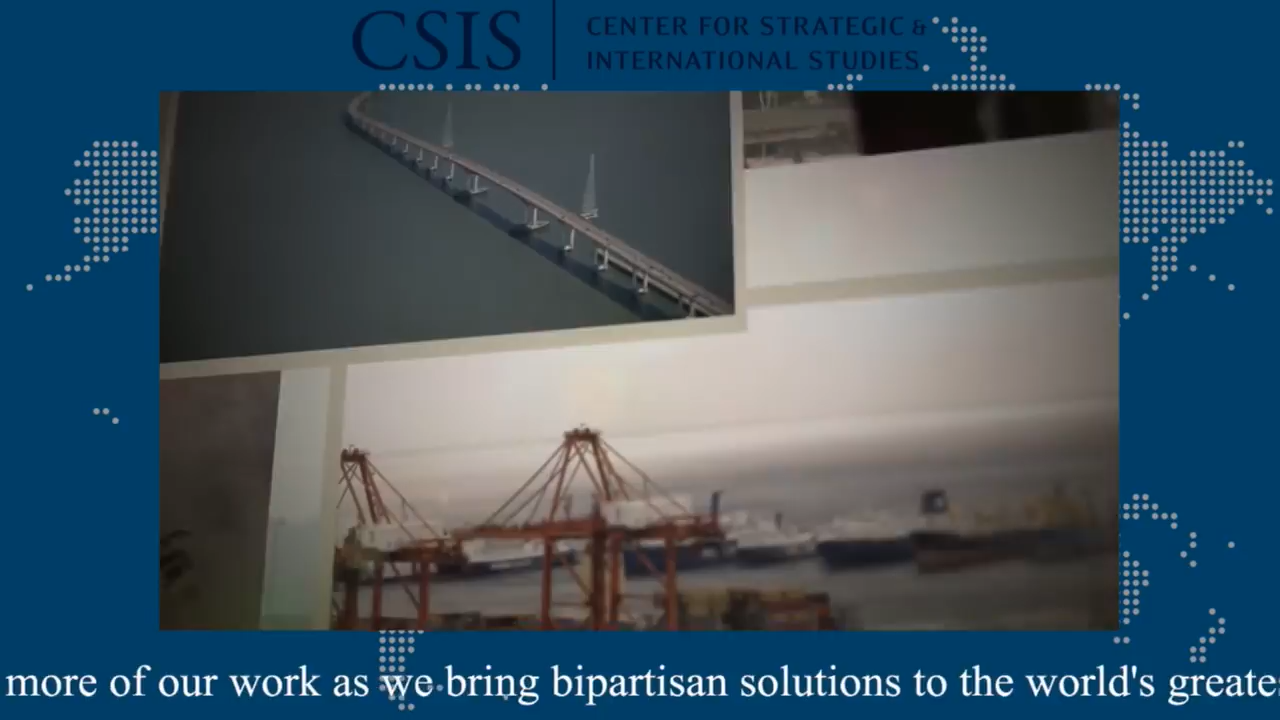 CSIS
CENTER FOR STRATEGIC &
INTERNATIONAL STUDIES
more of our work as we bring bipartisan solutions to the world's